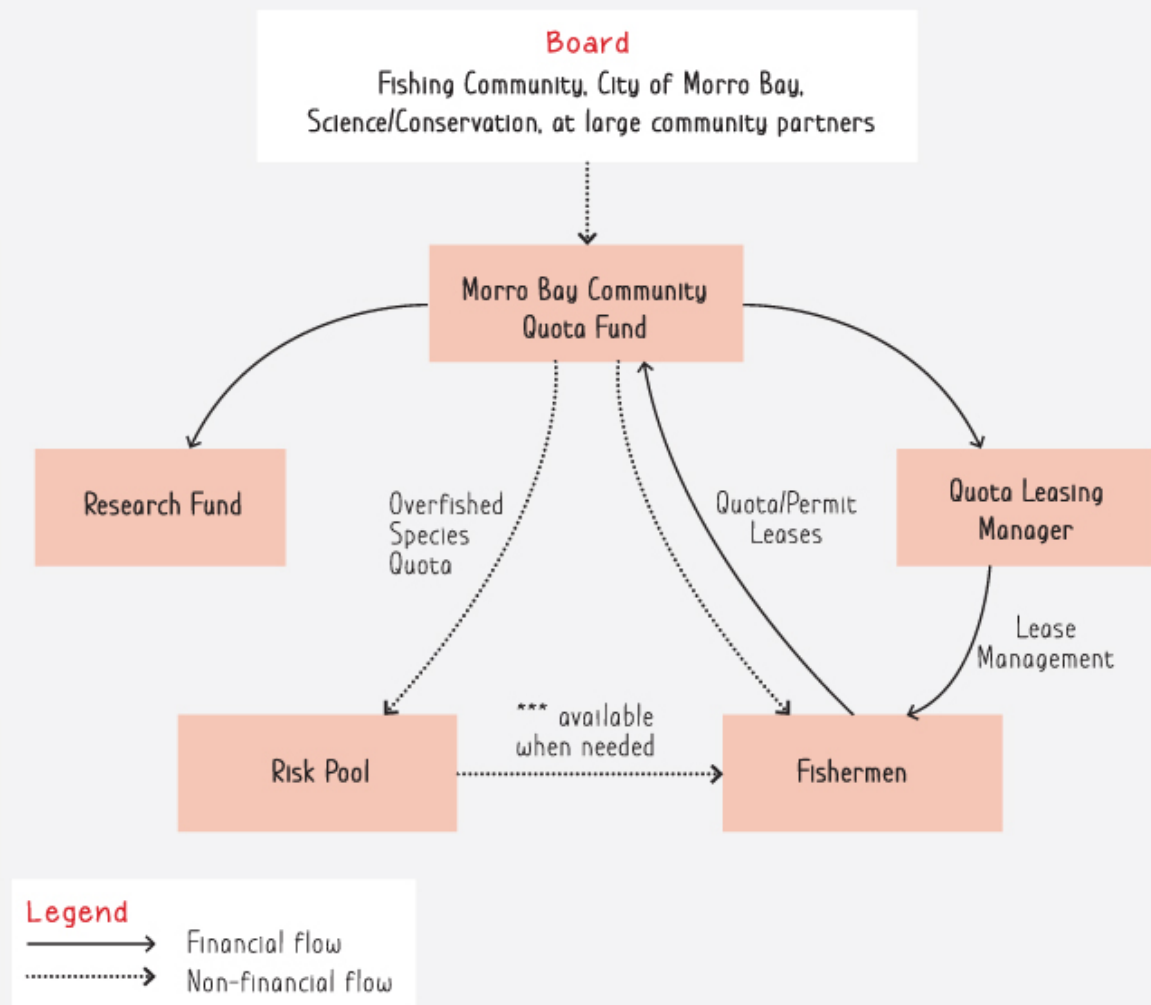 Board
Fishing Community, City of Morro Bay,
Science/Conservation, at large community partners
Morro Bay Community
Quota Fund
Research Fund
Overfished
Species
Quota
Quota/Permit
Leases
Quota Leasing
Manager
Lease
Management
*** available
when needed
Risk Pool
Fishermen
Legend
Financial flow
Non-financial flow